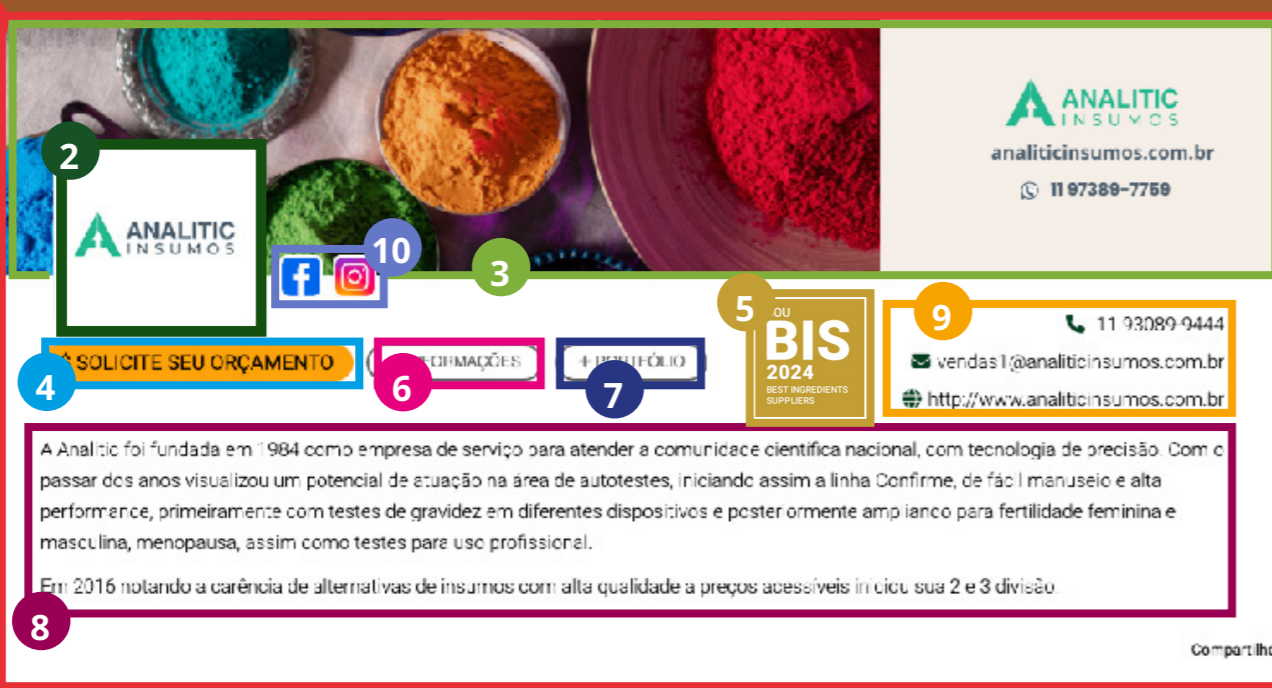 ANALITIC
INSUMOS
analiticinsumos.com.br
11 97389-7759
2
ANALITIC
INSUMOS
10
3
5
OU
BIS
2024
BEST INGREDIENTS
SUPPLIERS
9
11 93089-9444
vendas1@analiticinsumos.com.br
http://www.analiticinsumos.com.br
SOLICITE SEU ORÇAMENTO
+ PORTFÓLIO
4
6
7
A Analitic foi fundada em 1984 como empresa de serviço para atender a comunidade científica nacional, com tecnologia de precisão. Com o
passar dos anos visualizou um potencial de atuação na área de autotestes, iniciando assim a linha Confirme, de fácil manuseio e alta
performance, primeiramente com testes de gravidez em diferentes dispositivos e posteriormente ampliando para fertilidade feminina e
masculina, menopausa, assim como testes para uso profissional.
Em 2016 notando a carência de alternativas de insumos com alta qualidade a preços acessíveis iniciou sua 2 e 3 divisão.
8
Compartilhe